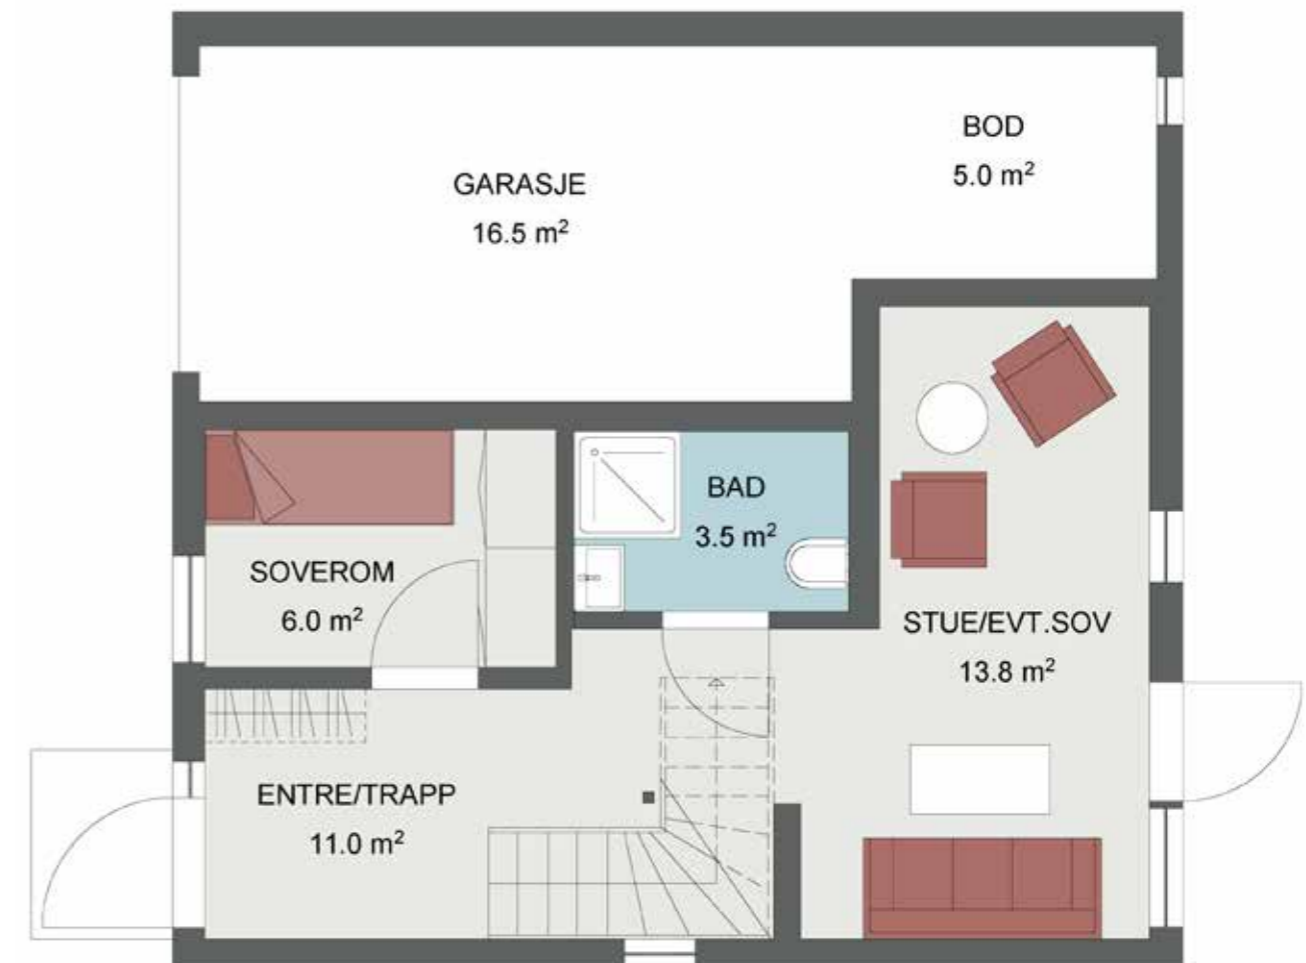 BOD
5.0 m²
GARASJE
16.5 m²
BAD
3.5 m²
SOVEROM
6.0 m²
STUE/EVT.SOV
13.8 m²
ENTRE/TRAPP
11.0 m²